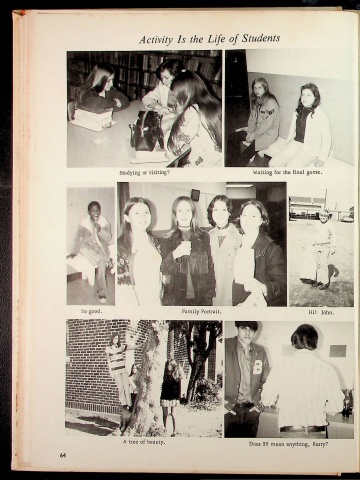 Activity Is the Life of Students
Studying or visiting?
Waiting for the final game.
So good.
Family Portrait.
Hi! John.
A tree of beauty.
Does 59 mean anything, Rusty?
64